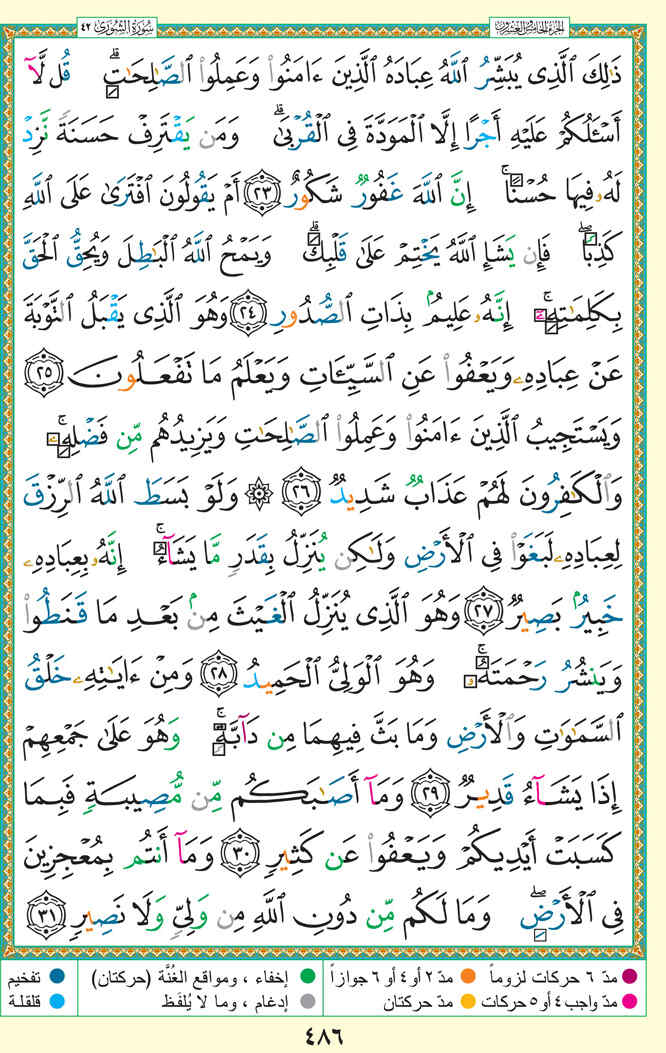 الجزء الخامس والعشرون
سورة الشورى ٤٢
ذَٰلِكَ ٱلَّذِى يُبَشِّرُ ٱللَّهُ عِبَادَهُ ٱلَّذِينَ ءَامَنُوا۟ وَعَمِلُوا۟ ٱلصَّٰلِحَٰتِ ۗ قُل لَّآ
أَسْـَٔلُكُمْ عَلَيْهِ أَجْرًا إِلَّا ٱلْمَوَدَّةَ فِى ٱلْقُرْبَىٰ ۗ وَمَن يَقْتَرِفْ حَسَنَةً نَّزِدْ
لَهُۥ فِيهَا حُسْنًا ۚ إِنَّ ٱللَّهَ غَفُورٌ شَكُورٌ ٢٣ أَمْ يَقُولُونَ ٱفْتَرَىٰ عَلَى ٱللَّهِ
كَذِبًا ۖ فَإِن يَشَإِ ٱللَّهُ يَخْتِمْ عَلَىٰ قَلْبِكَ ۗ وَيَمْحُ ٱللَّهُ ٱلْبَٰطِلَ وَيُحِقُّ ٱلْحَقَّ
بِكَلِمَٰتِهِۦٓ ۚ إِنَّهُۥ عَلِيمٌۢ بِذَاتِ ٱلصُّدُورِ ٢٤ وَهُوَ ٱلَّذِى يَقْبَلُ ٱلتَّوْبَةَ
عَنْ عِبَادِهِۦ وَيَعْفُوا۟ عَنِ ٱلسَّيِّـَٔاتِ وَيَعْلَمُ مَا تَفْعَلُونَ ٢٥
وَيَسْتَجِيبُ ٱلَّذِينَ ءَامَنُوا۟ وَعَمِلُوا۟ ٱلصَّٰلِحَٰتِ وَيَزِيدُهُم مِّن فَضْلِهِۦ ۚ
وَٱلْكَٰفِرُونَ لَهُمْ عَذَابٌ شَدِيدٌ ٢٦ ۞ وَلَوْ بَسَطَ ٱللَّهُ ٱلرِّزْقَ
لِعِبَادِهِۦ لَبَغَوْا۟ فِى ٱلْأَرْضِ وَلَٰكِن يُنَزِّلُ بِقَدَرٍ مَّا يَشَآءُ ۚ إِنَّهُۥ بِعِبَادِهِۦ
خَبِيرٌۢ بَصِيرٌ ٢٧ وَهُوَ ٱلَّذِى يُنَزِّلُ ٱلْغَيْثَ مِنۢ بَعْدِ مَا قَنَطُوا۟
وَيَنشُرُ رَحْمَتَهُۥ ۚ وَهُوَ ٱلْوَلِىُّ ٱلْحَمِيدُ ٢٨ وَمِنْ ءَايَٰتِهِۦ خَلْقُ
ٱلسَّمَٰوَٰتِ وَٱلْأَرْضِ وَمَا بَثَّ فِيهِمَا مِن دَآبَّةٍ ۚ وَهُوَ عَلَىٰ جَمْعِهِمْ
إِذَا يَشَآءُ قَدِيرٌ ٢٩ وَمَآ أَصَٰبَكُم مِّن مُّصِيبَةٍ فَبِمَا
كَسَبَتْ أَيْدِيكُمْ وَيَعْفُوا۟ عَن كَثِيرٍ ٣٠ وَمَآ أَنتُم بِمُعْجِزِينَ
فِى ٱلْأَرْضِ ۖ وَمَا لَكُم مِّن دُونِ ٱللَّهِ مِن وَلِىٍّ وَلَا نَصِيرٍ ٣١
مدّ ٦ حركات لزوماً مدّ ٢ أو ٤ أو ٦ جوازاً إخفاء ، ومواقع الغُنَّة (حركتان) تفخيم
مدّ واجب ٤ أو ٥ حركات مدّ حركتان إدغام ، وما لا يُلفَظ قلقلة
٤٨٦